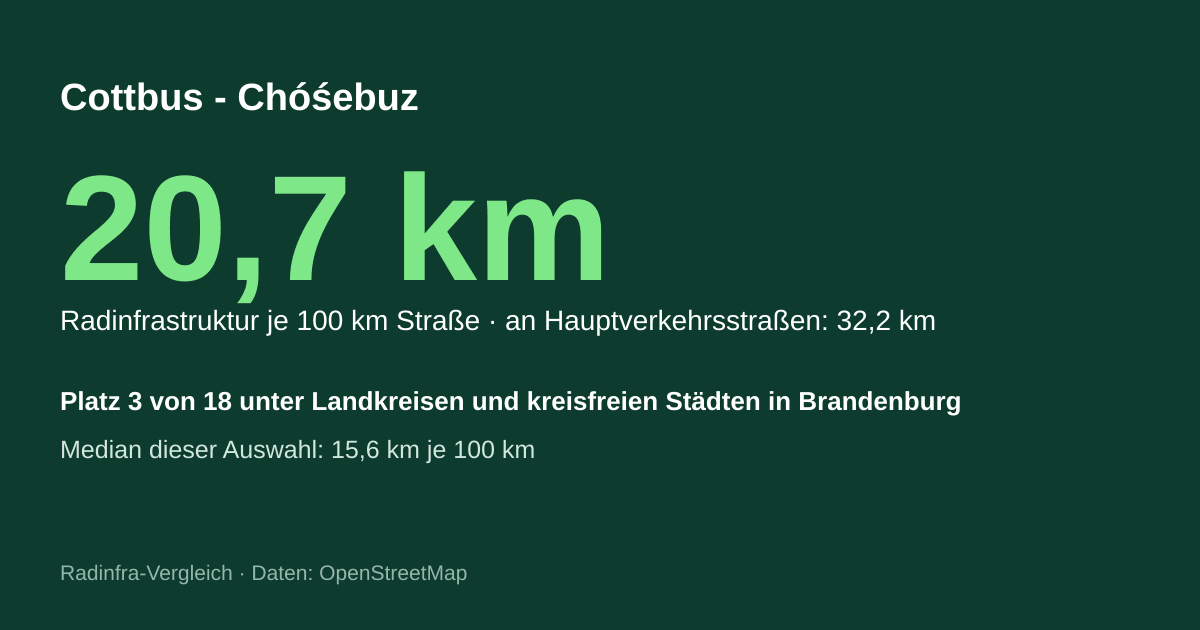 Cottbus - Chóśebuz
20,7 km
Radinfrastruktur je 100 km Straße · an Hauptverkehrsstraßen: 32,2 km
Platz 3 von 18 unter Landkreisen und kreisfreien Städten in Brandenburg
Median dieser Auswahl: 15,6 km je 100 km
Radinfra-Vergleich · Daten: OpenStreetMap